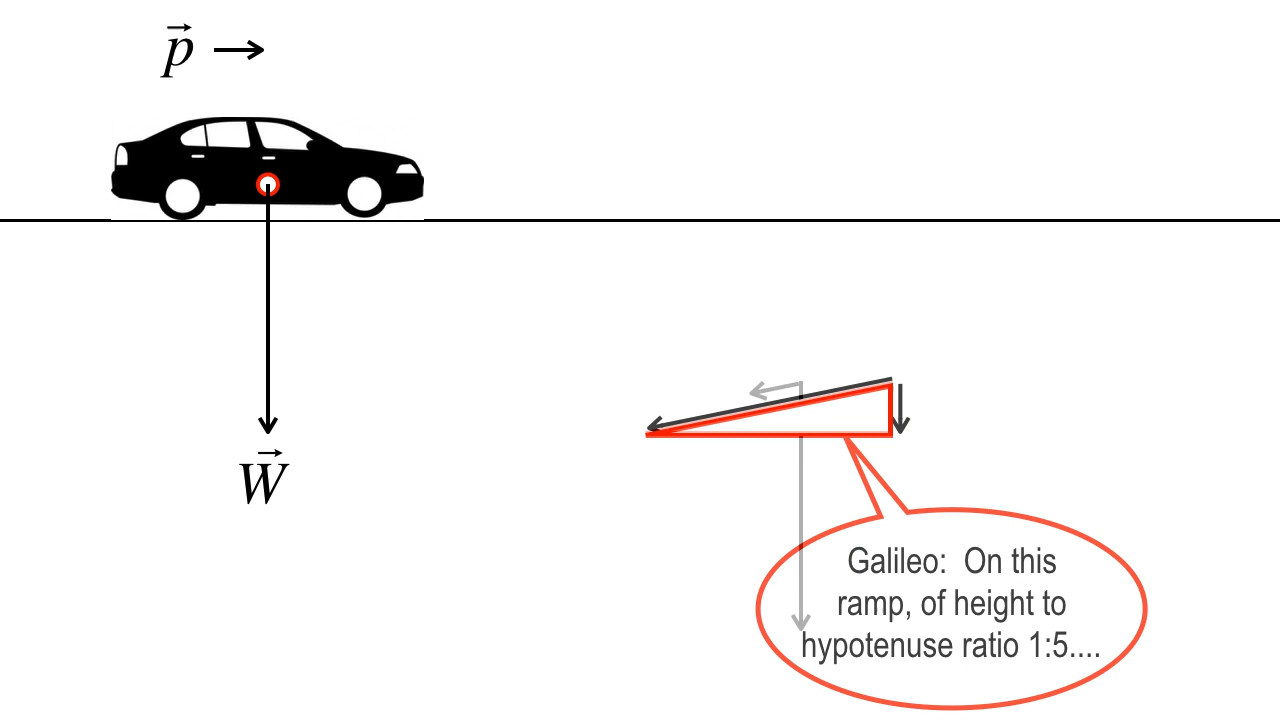 p
W
Galileo:  On this
ramp, of height to
hypotenuse ratio 1:5....